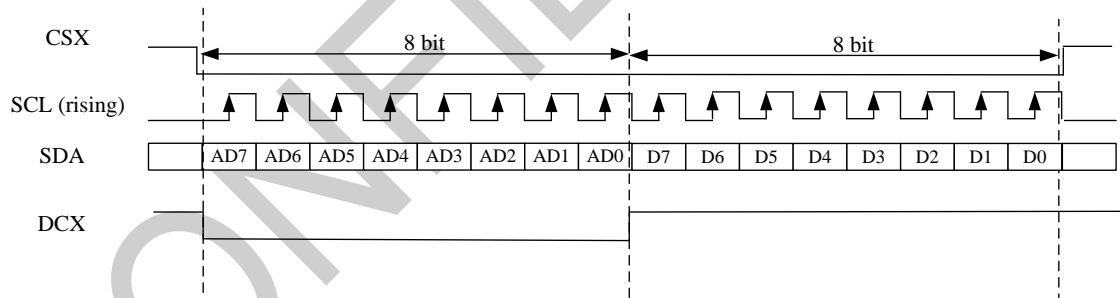 CSX
8 bit
8 bit
SCL (rising)
SDA
AD7 AD6 AD5 AD4 AD3 AD2 AD1 AD0 D7 D6 D5 D4 D3 D2 D1 D0
DCX